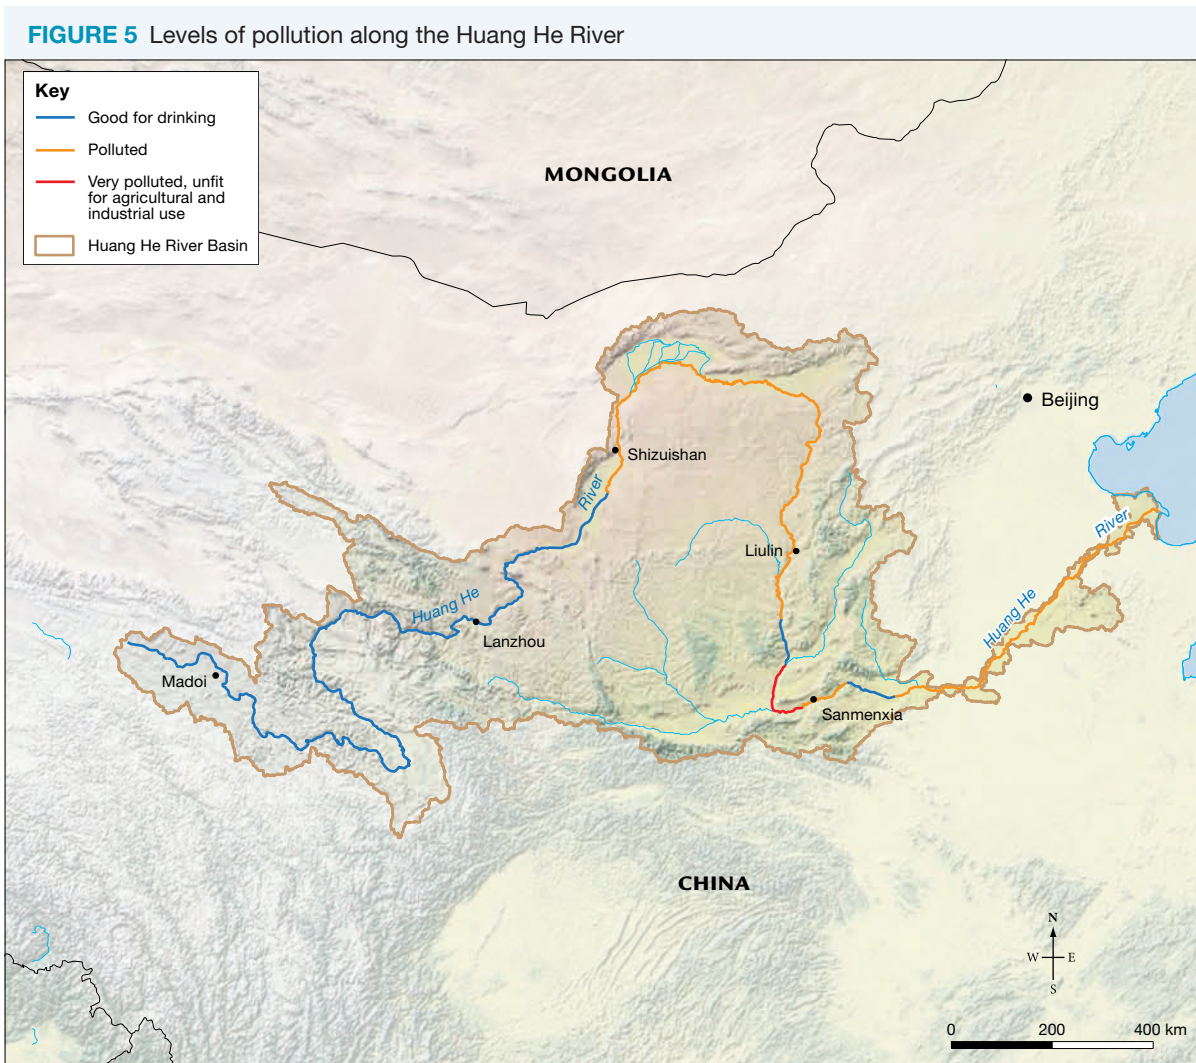 FIGURE 5 Levels of pollution along the Huang He River
Key
Good for drinking
Polluted
Very polluted, unfit
for agricultural and
industrial use
Huang He River Basin
MONGOLIA
Beijing
Shizuishan
River
River
Liulin
Huang He
Huang He
Lanzhou
Madoi
Sanmenxia
CHINA
N
W E
S
0 200 400 km